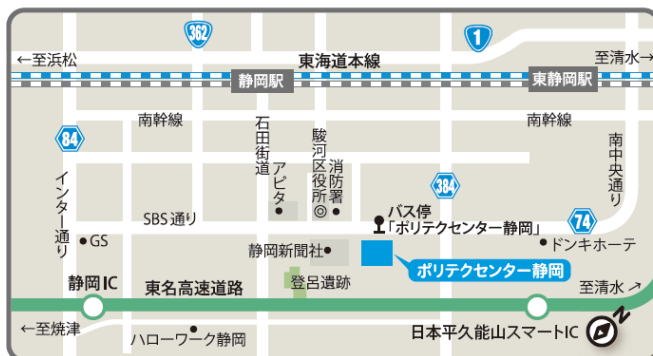 362
1
←至浜松
東海道本線
至清水→
静岡駅
東静岡駅
南幹線
南幹線
84
石田街道
駿河区役所
消防署
アピタ
インター通り
384
南中央通り
SBS通り
バス停
「ポリテクセンター静岡」
74
GS
静岡新聞社
ドンキホーテ
ポリテクセンター静岡
静岡IC
東名高速道路
登呂遺跡
至清水↗
←至焼津
ハローワーク静岡
日本平久能山スマートIC
N